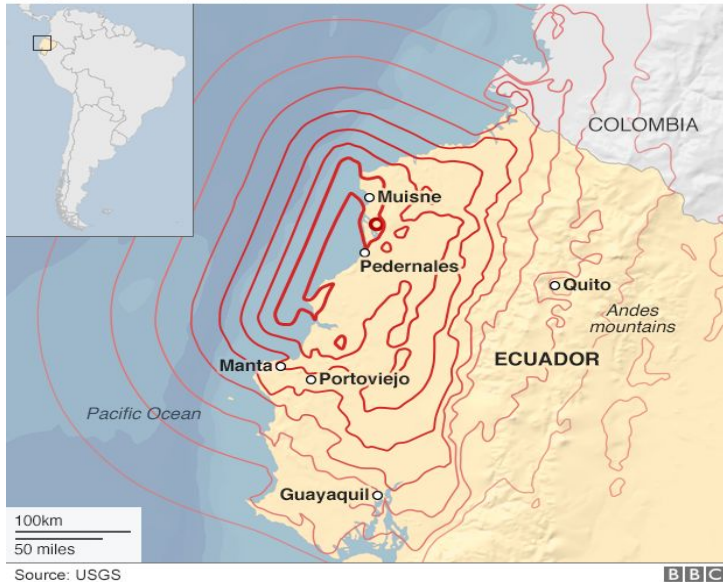 COLOMBIA
Muisne
Pedernales
Quito
Andes
mountains
ECUADOR
Manta
Portoviejo
Pacific Ocean
Guayaquil
100km
50 miles
Source: USGS
BBC